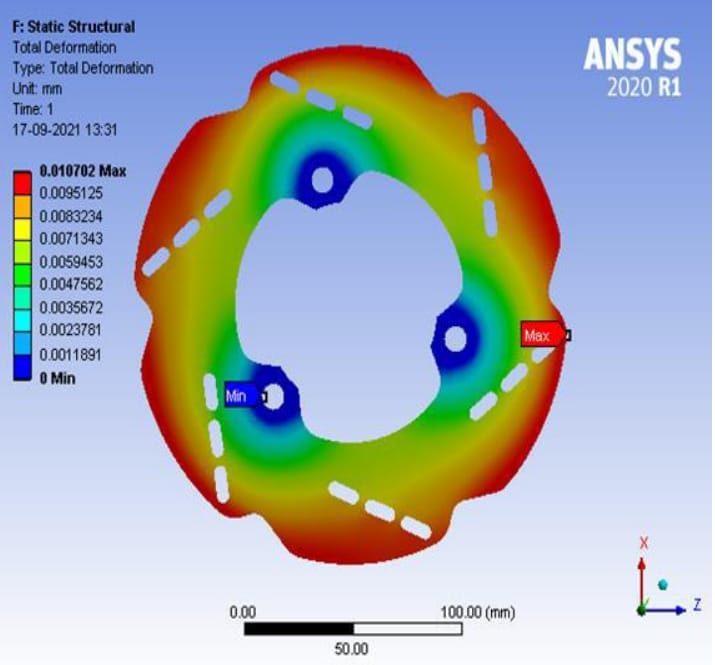 F: Static Structural
Total Deformation
Type: Total Deformation
Unit: mm
Time: 1
17-09-2021 13:31
0.010702 Max
0.0095125
0.0083234
0.0071343
0.0059453
0.0047562
0.0035672
0.0023781
0.0011891
0 Min
ANSYS
2020 R1
Max
Min
0.00 100.00 (mm)
50.00
X
Z